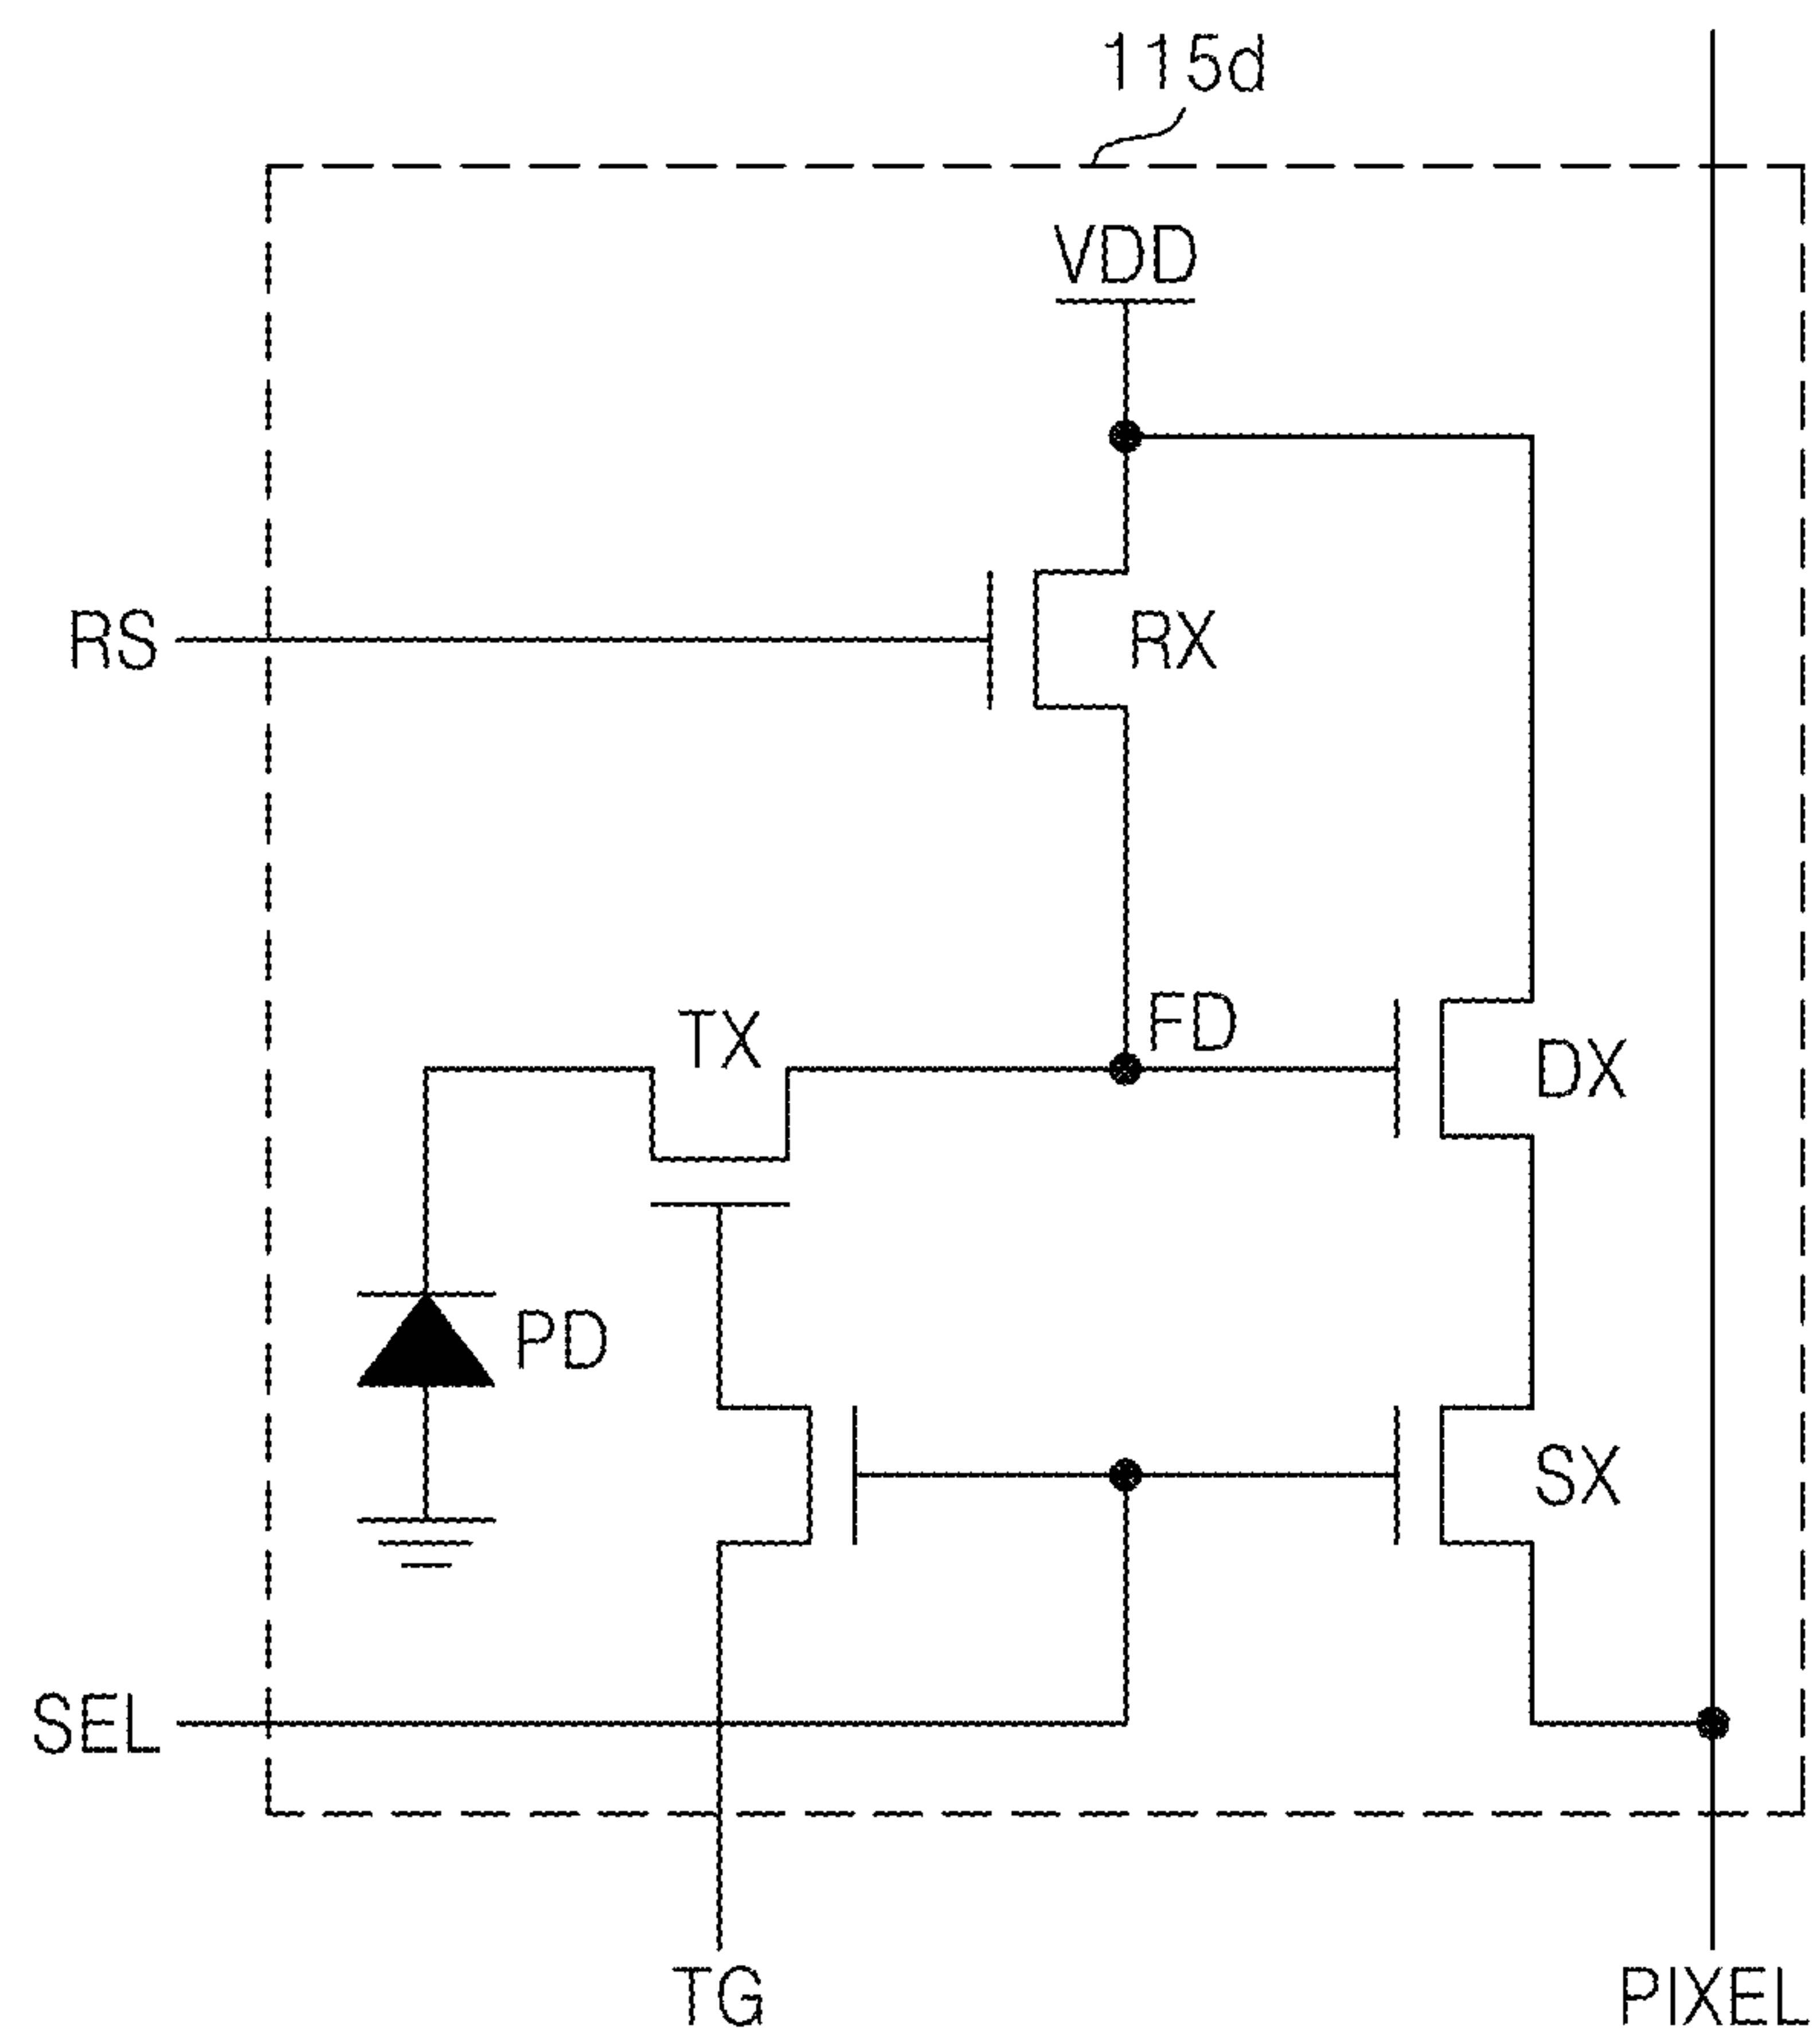 115d
VDD
RS
RX
TX
FD
DX
PD
SX
SEL
TG
PIXEL